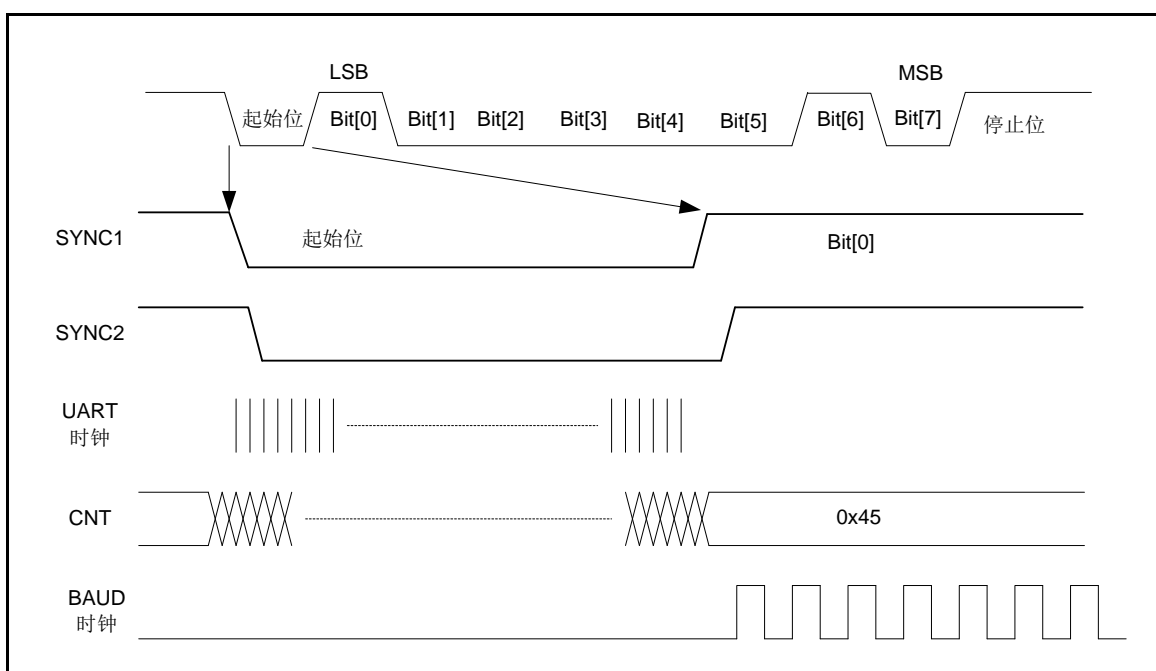 LSB MSB
起始位 Bit[0] Bit[1] Bit[2] Bit[3] Bit[4] Bit[5] Bit[6] Bit[7] 停止位
SYNC1 起始位 Bit[0]
SYNC2
UART
时钟
CNT 0x45
BAUD
时钟